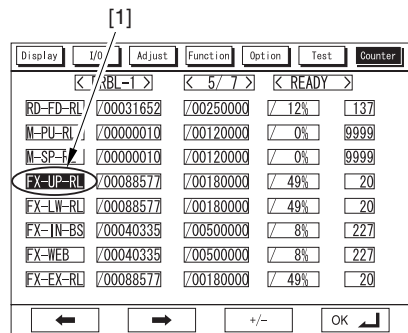 [1]
Display I/O Adjust Function Option Test Counter
< RBL-1 > < 5/ 7 > < READY >
RD-FD-RL /00031652 /00250000 / 12% 137
M-PU-RL /00000010 /00120000 / 0% 9999
M-SP- /00000010 /00120000 / 0% 9999
FX-UP-RL /00088577 /00180000 / 49% 20
FX-LW-RL /00088577 /00180000 / 49% 20
FX-IN-BS /00040335 /00500000 / 8% 227
FX-WEB /00040335 /00500000 / 8% 227
FX-EX-RL /00088577 /00180000 / 49% 20
+/- OK